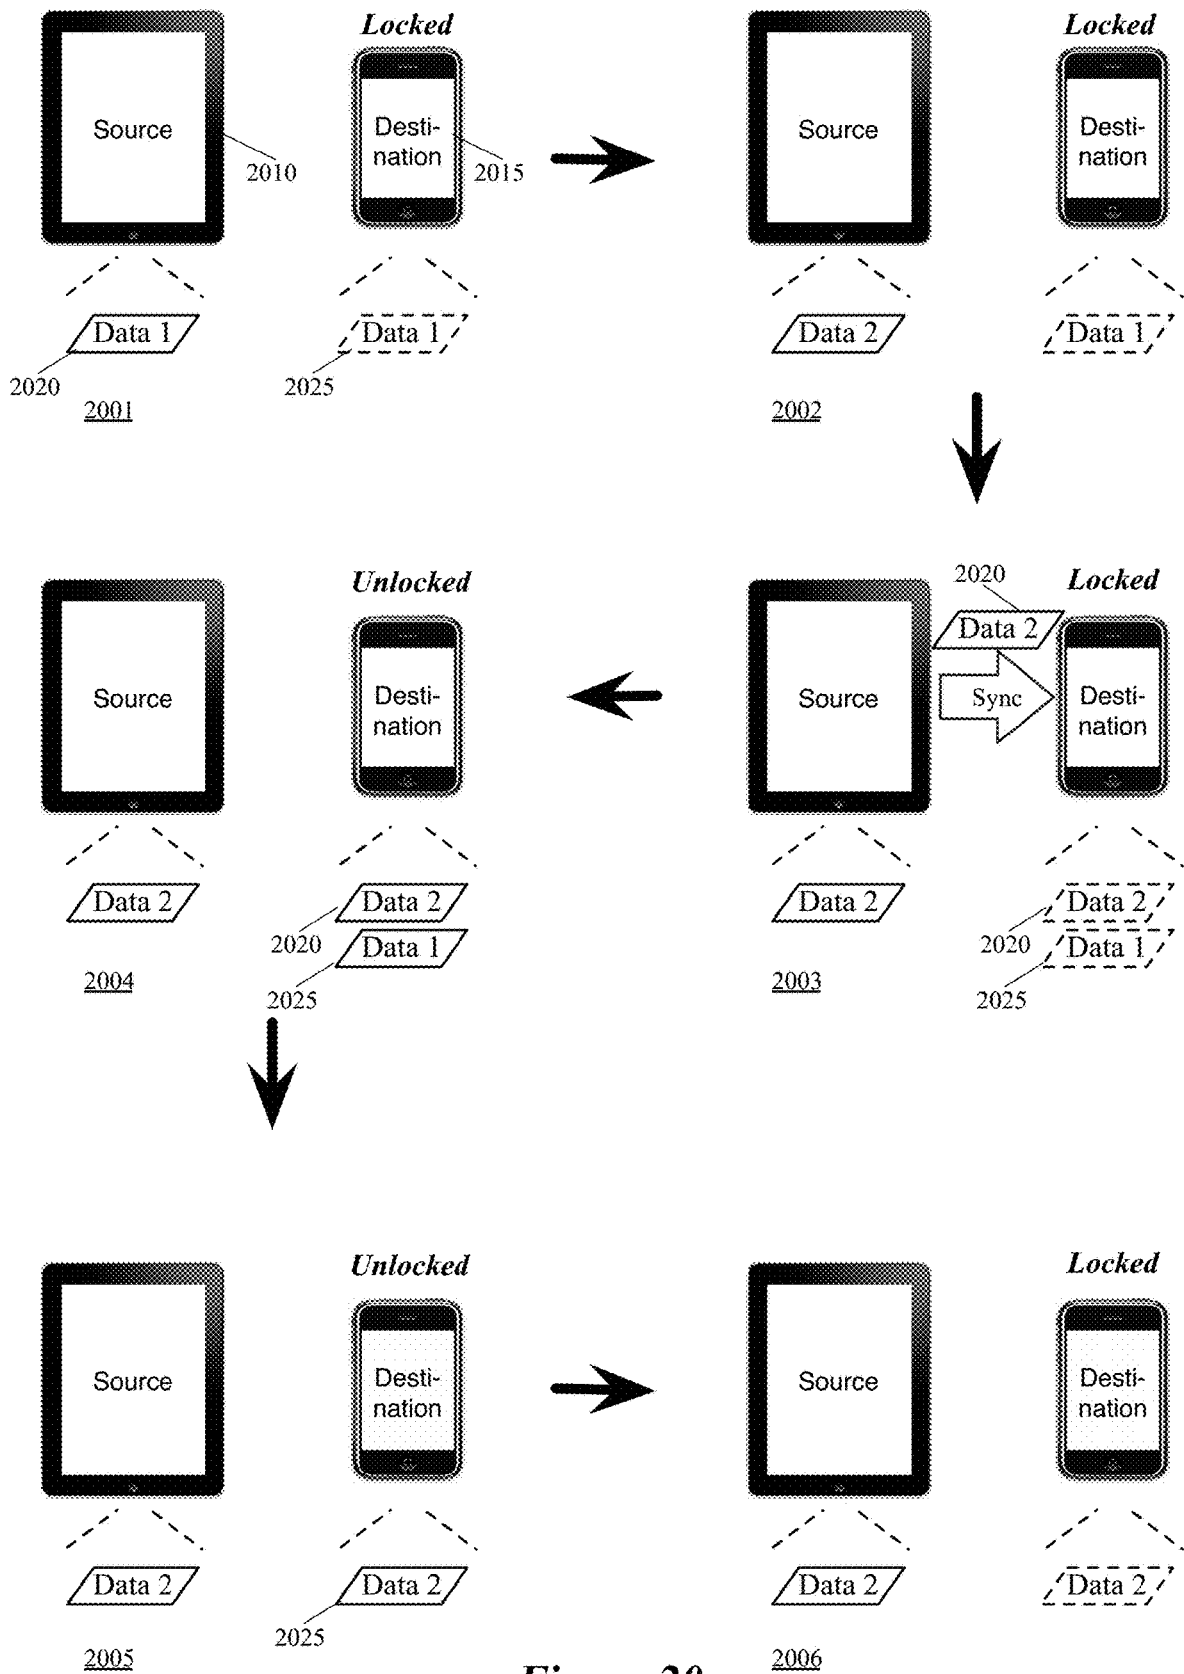 Locked
Locked
Source
Desti-
nation
2010
2015
Source
Desti-
nation
Data 1
Data 1
2020
2025
2001
Data 2
Data 1
2002
Unlocked
Source
Desti-
nation
2020
Locked
Data 2
Source
Sync
Desti-
nation
Data 2
Data 2
2020
Data 1
2025
2004
Data 2
Data 2
2020
Data 1
2025
2003
Unlocked
Locked
Source
Desti-
nation
Source
Desti-
nation
Data 2
Data 2
2025
2005
Data 2
Data 2
2006